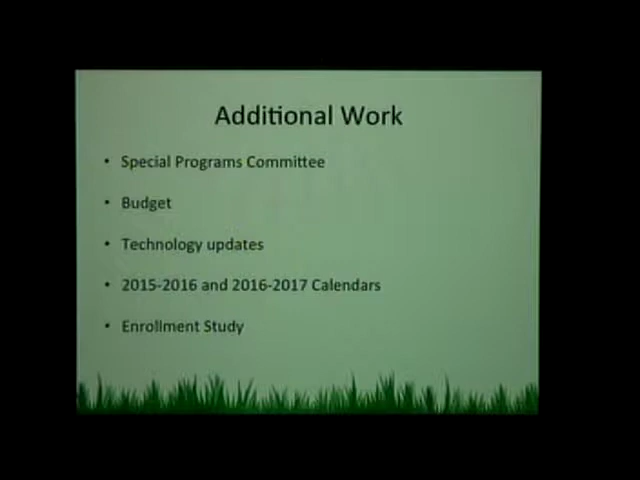 Additional Work
• Special Programs Committee
• Budget
• Technology updates
• 2015-2016 and 2016-2017 Calendars
• Enrollment Study